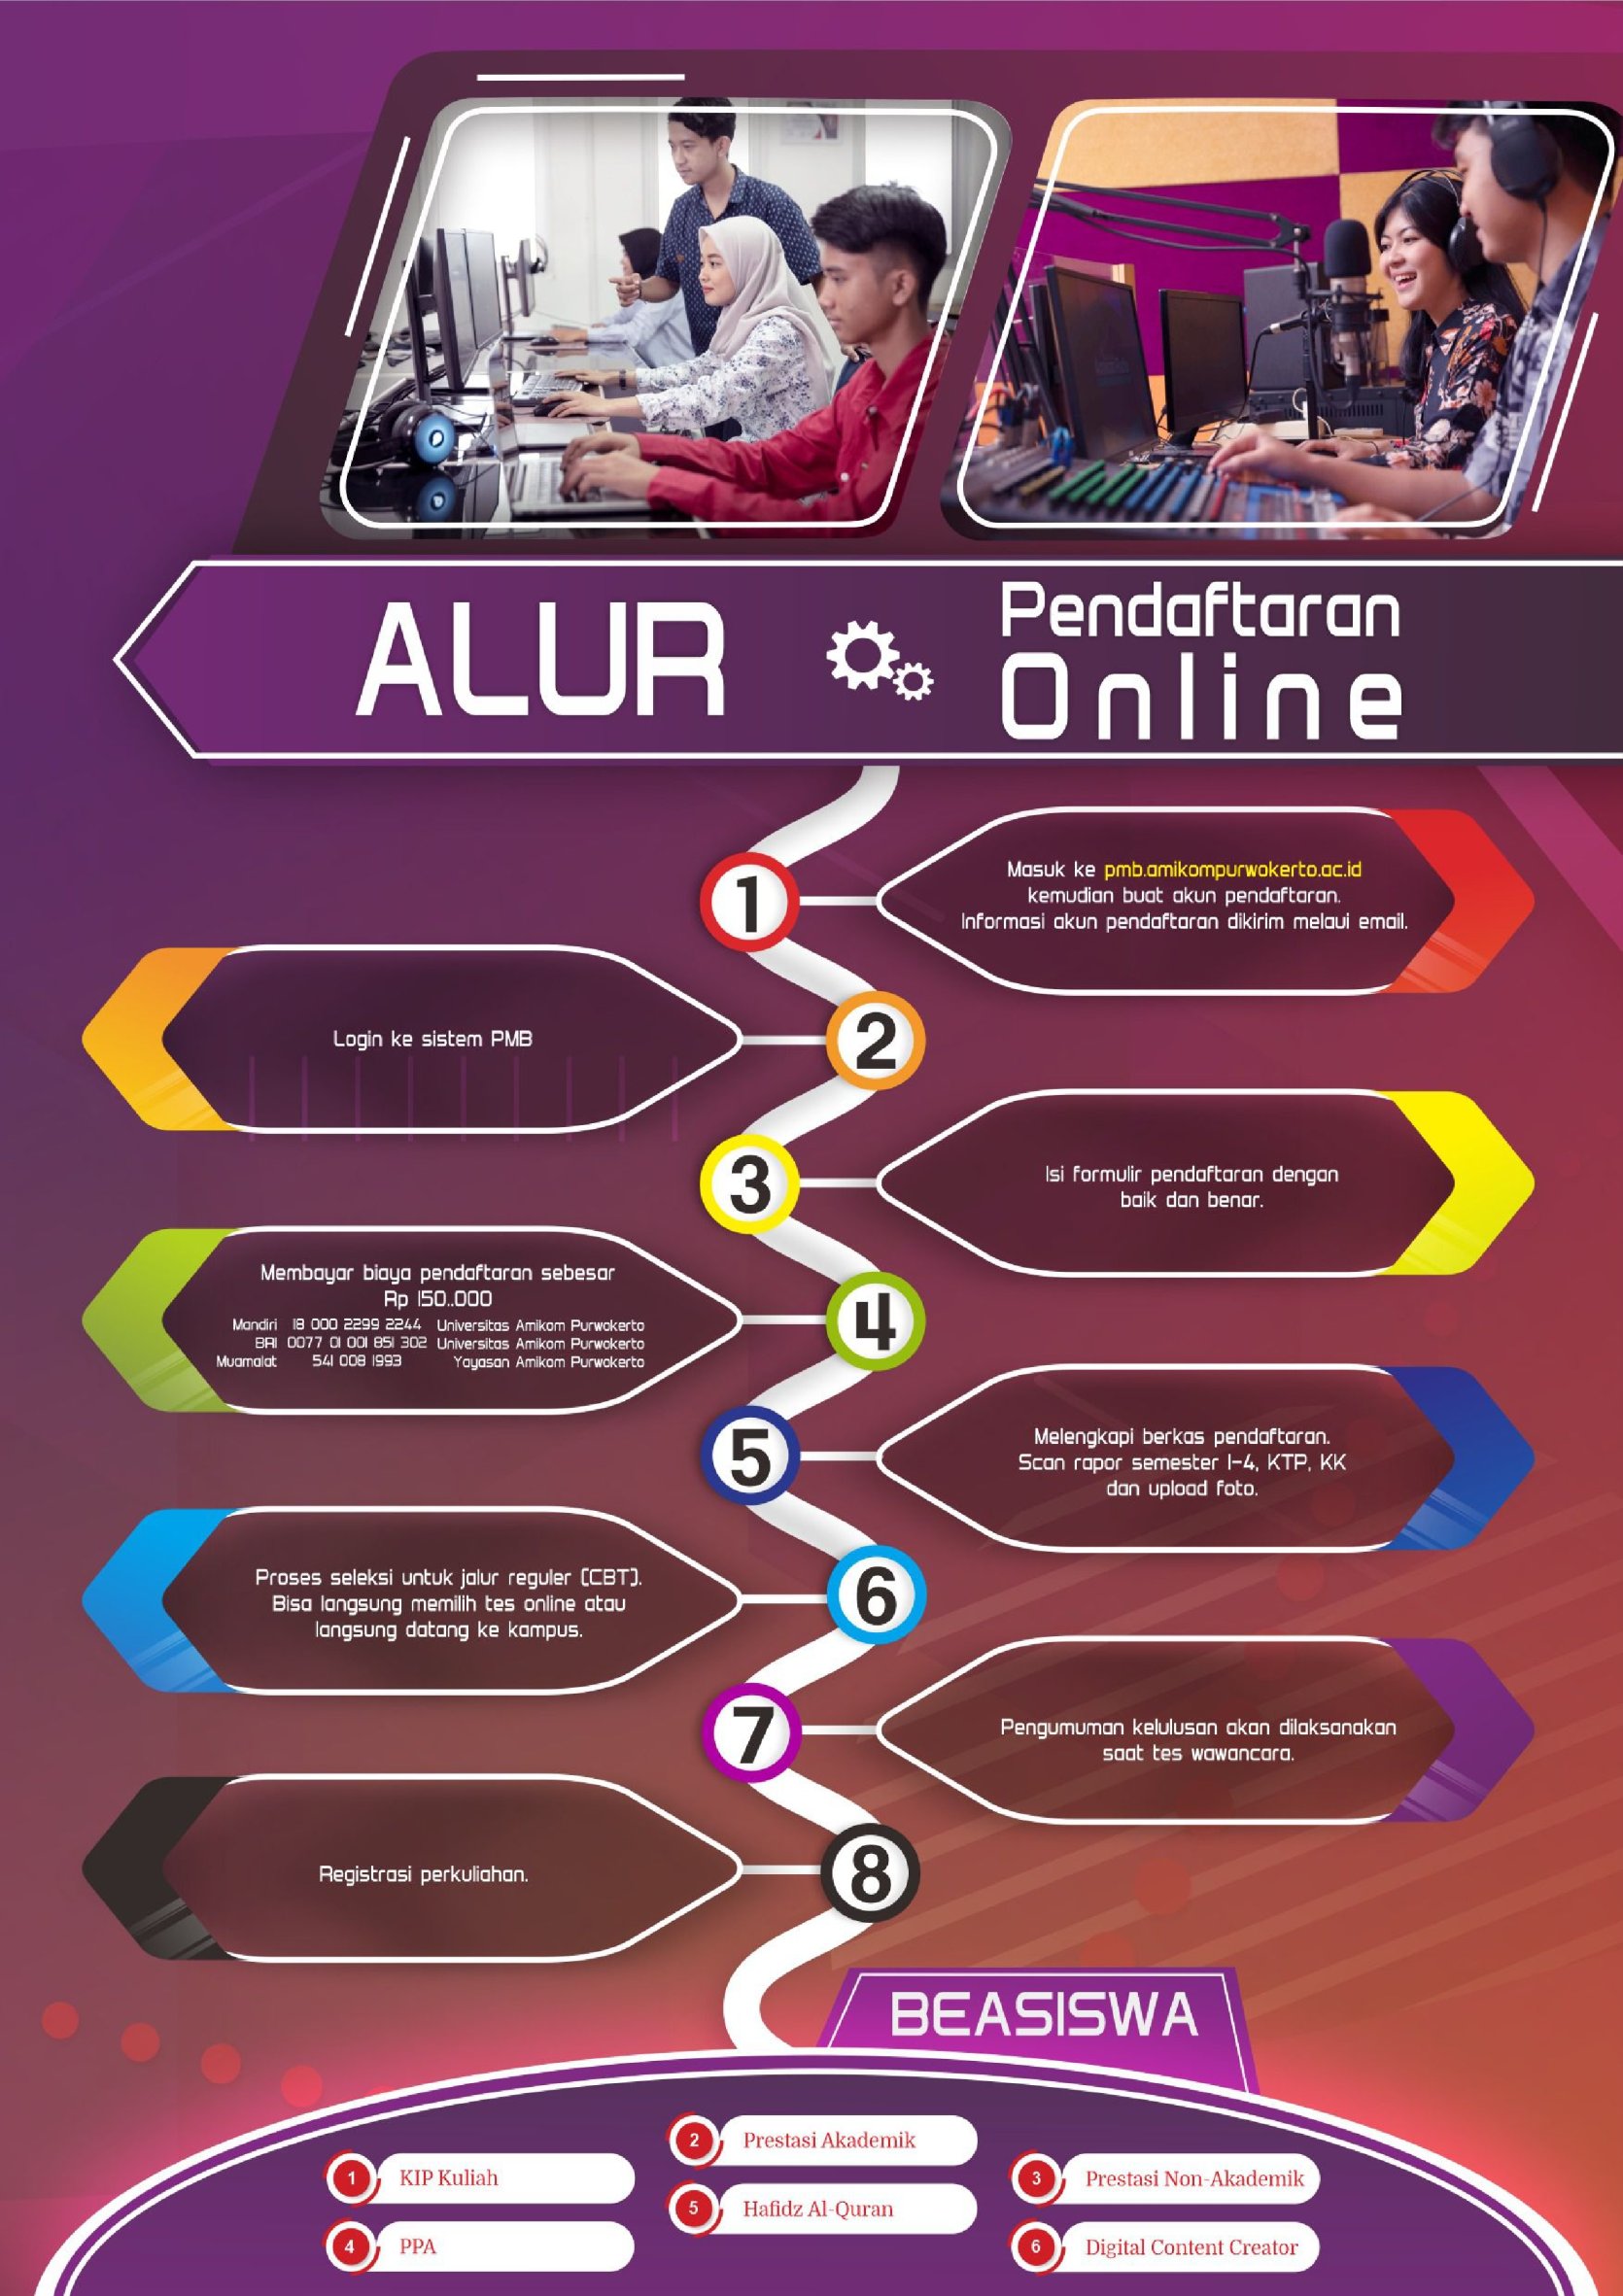 ALUR
Pendaftaran
Online
1
Masuk ke pmb.amikompurwokerto.ac.id
kemudian buat akun pendaftaran.
Informasi akun pendaftaran dikirim melaui email.
2
Login ke sistem PMB
3
Isi formulir pendaftaran dengan
baik dan benar.
4
Membayar biaya pendaftaran sebesar
Rp 150..000
Mandiri 18 000 2299 2244 Universitas Amikom Purwokerto
BRI 0077 01 001 851 302 Universitas Amikom Purwokerto
Muamalat 541 008 1993 Yayasan Amikom Purwokerto
5
Melengkapi berkas pendaftaran.
Scan rapor semester 1-4, KTP, KK
dan upload foto.
6
Proses seleksi untuk jalur reguler (CBT).
Bisa langsung memilih tes online atau
langsung datang ke kampus.
7
Pengumuman kelulusan akan dilaksanakan
saat tes wawancara.
8
Registrasi perkuliahan.
BEASISWA
1 KIP Kuliah
2 Prestasi Akademik
3 Prestasi Non-Akademik
4 PPA
5 Hafidz Al-Quran
6 Digital Content Creator